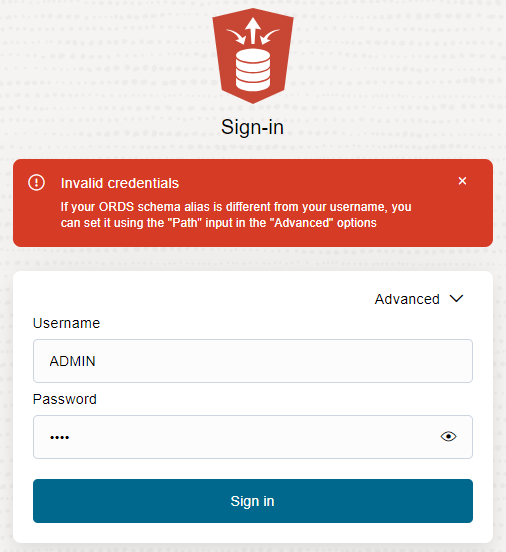 Sign-in
Invalid credentials
If your ORDS schema alias is different from your username, you
can set it using the "Path" input in the "Advanced" options
Advanced
Username
ADMIN
Password
••••
Sign in